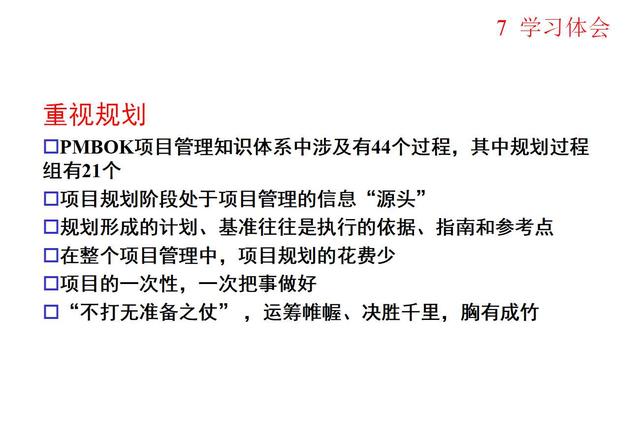 7 学习体会
重视规划
□PMBOK项目管理知识体系中涉及有44个过程，其中规划过程
组有21个
□项目规划阶段处于项目管理的信息“源头”
□规划形成的计划、基准往往是执行的依据、指南和参考点
□在整个项目管理中，项目规划的花费少
□项目的一次性，一次把事做好
□“不打无准备之仗”，运筹帷幄、决胜千里，胸有成竹